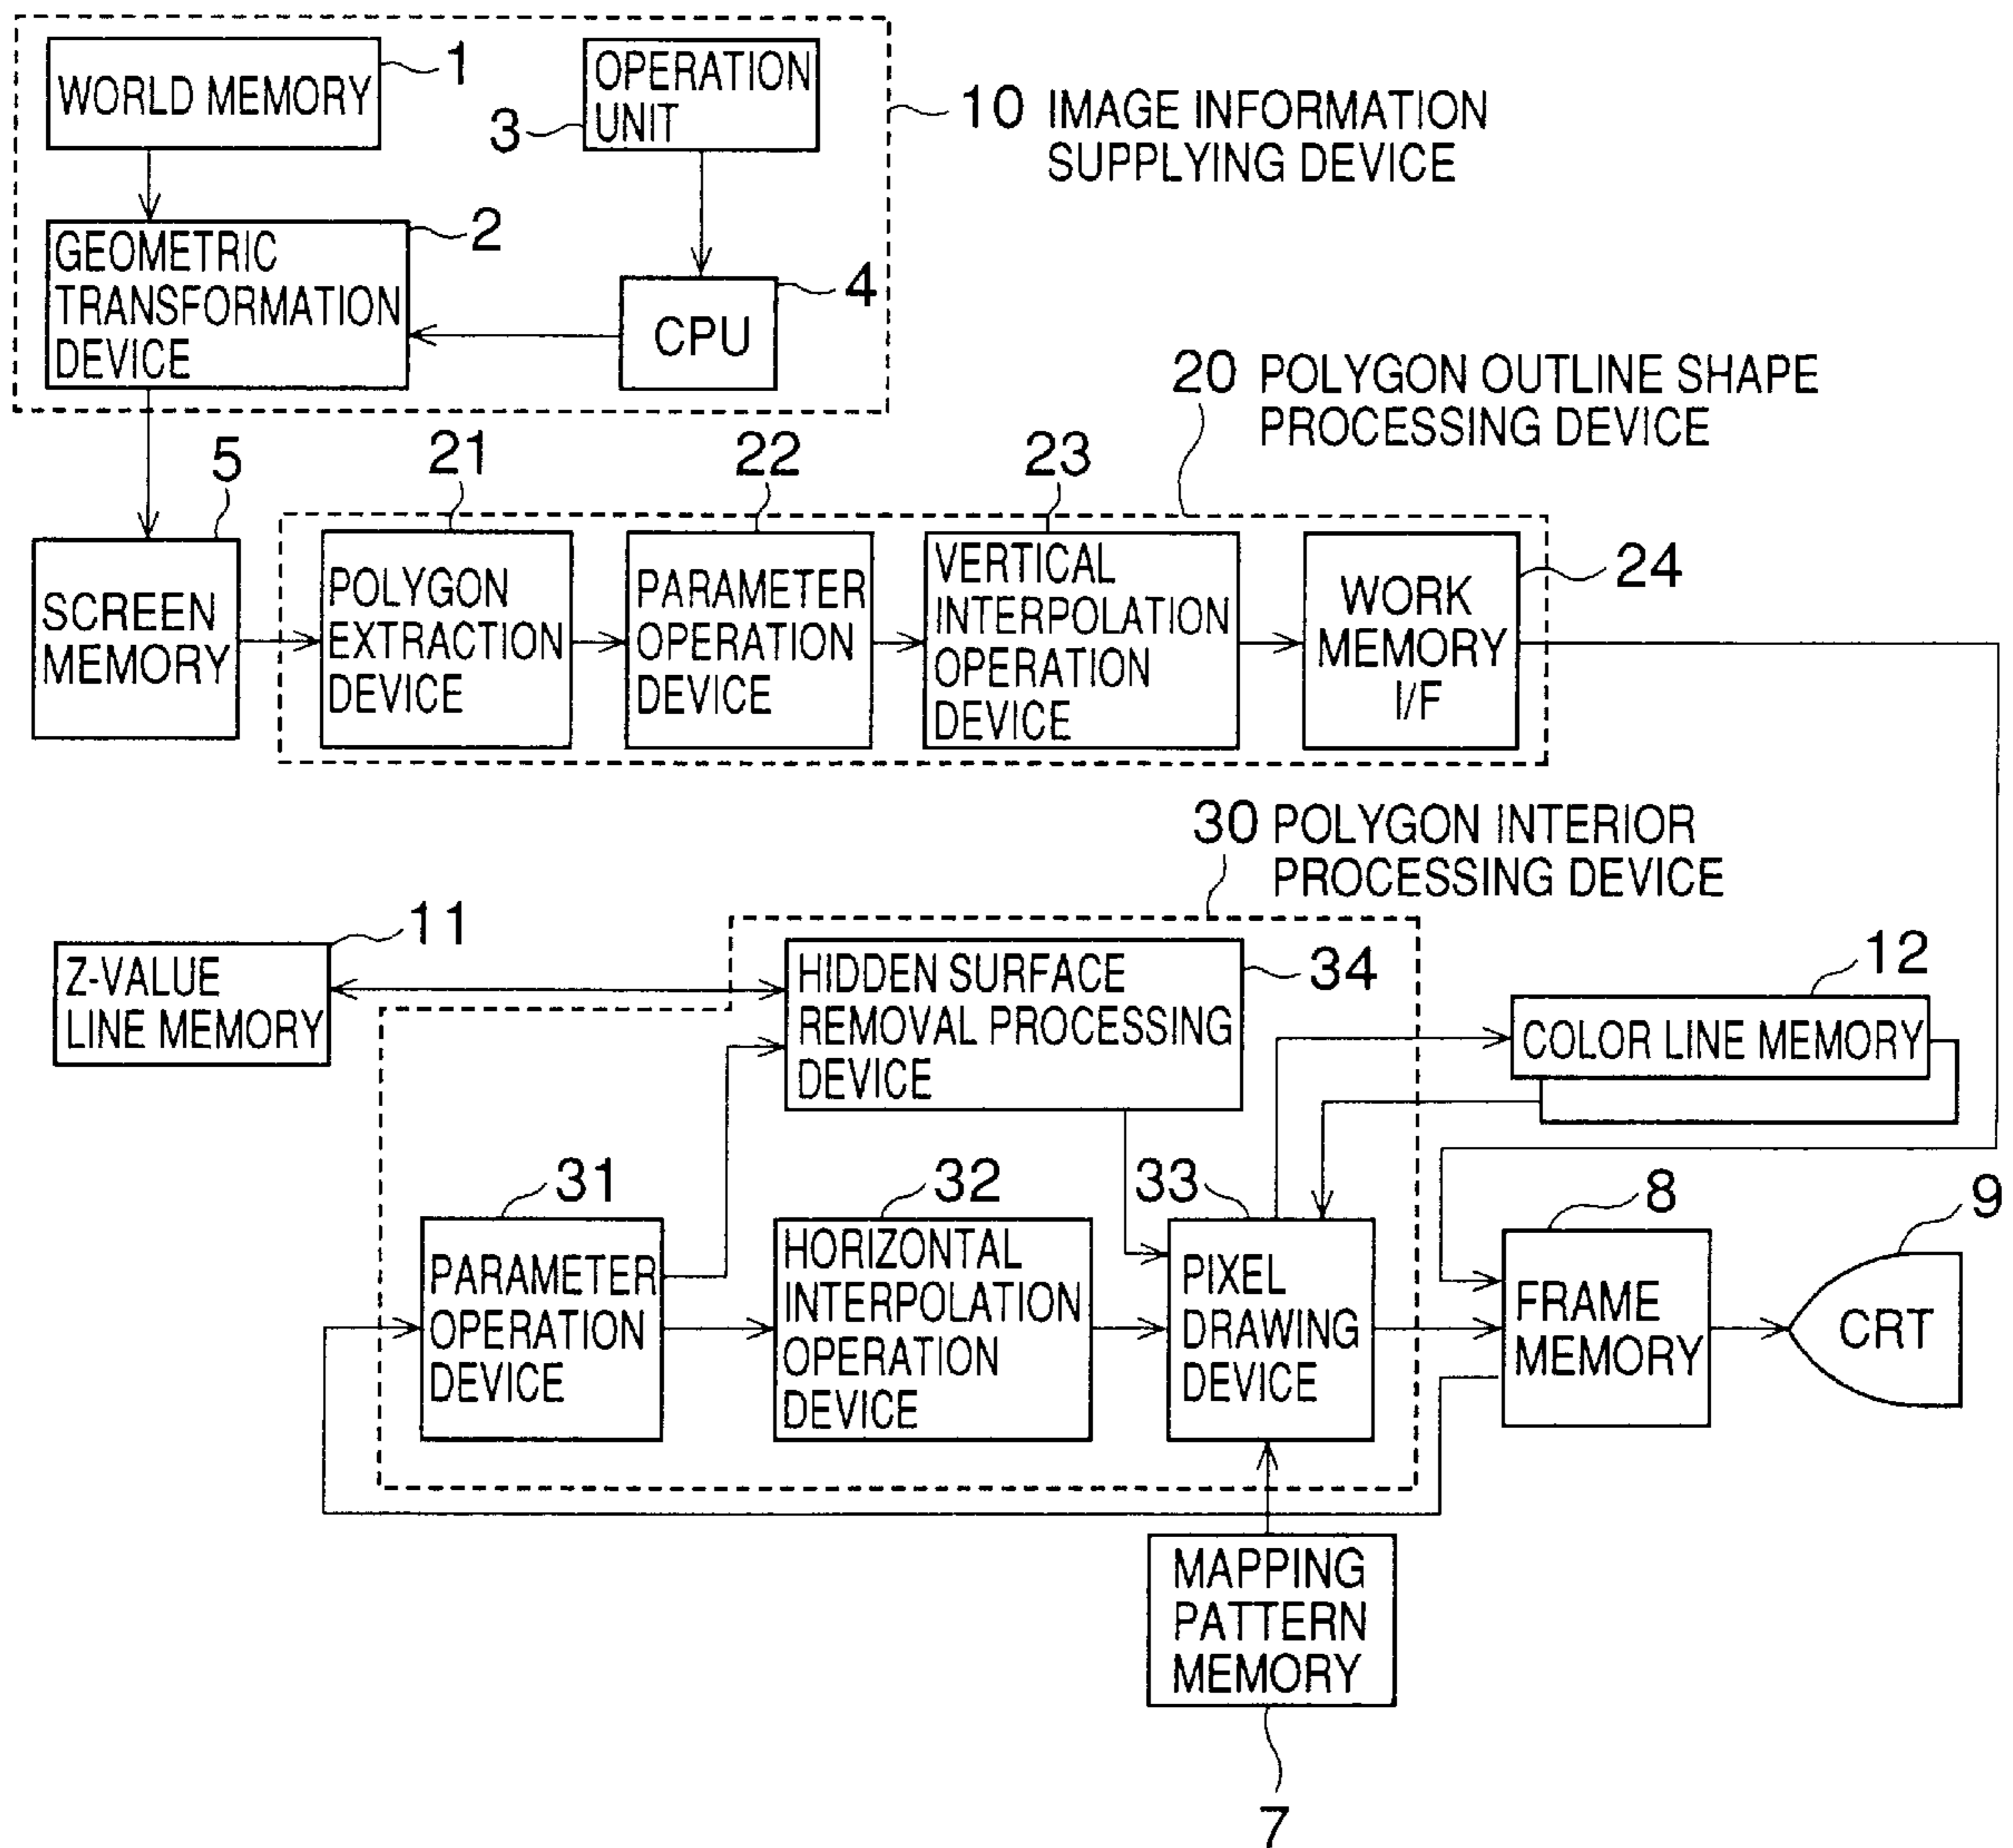 WORLD MEMORY
1
OPERATION
UNIT
3
10 IMAGE INFORMATION
SUPPLYING DEVICE
GEOMETRIC
TRANSFORMATION
DEVICE
2
CPU
4
20 POLYGON OUTLINE SHAPE
PROCESSING DEVICE
5
21
22
23
SCREEN
MEMORY
POLYGON
EXTRACTION
DEVICE
PARAMETER
OPERATION
DEVICE
VERTICAL
INTERPOLATION
OPERATION
DEVICE
WORK
MEMORY
I/F
24
30 POLYGON INTERIOR
PROCESSING DEVICE
11
Z-VALUE
LINE MEMORY
HIDDEN SURFACE
REMOVAL PROCESSING
DEVICE
34
12
COLOR LINE MEMORY
31
32
33
8
9
PARAMETER
OPERATION
DEVICE
HORIZONTAL
INTERPOLATION
OPERATION
DEVICE
PIXEL
DRAWING
DEVICE
FRAME
MEMORY
CRT
MAPPING
PATTERN
MEMORY
7